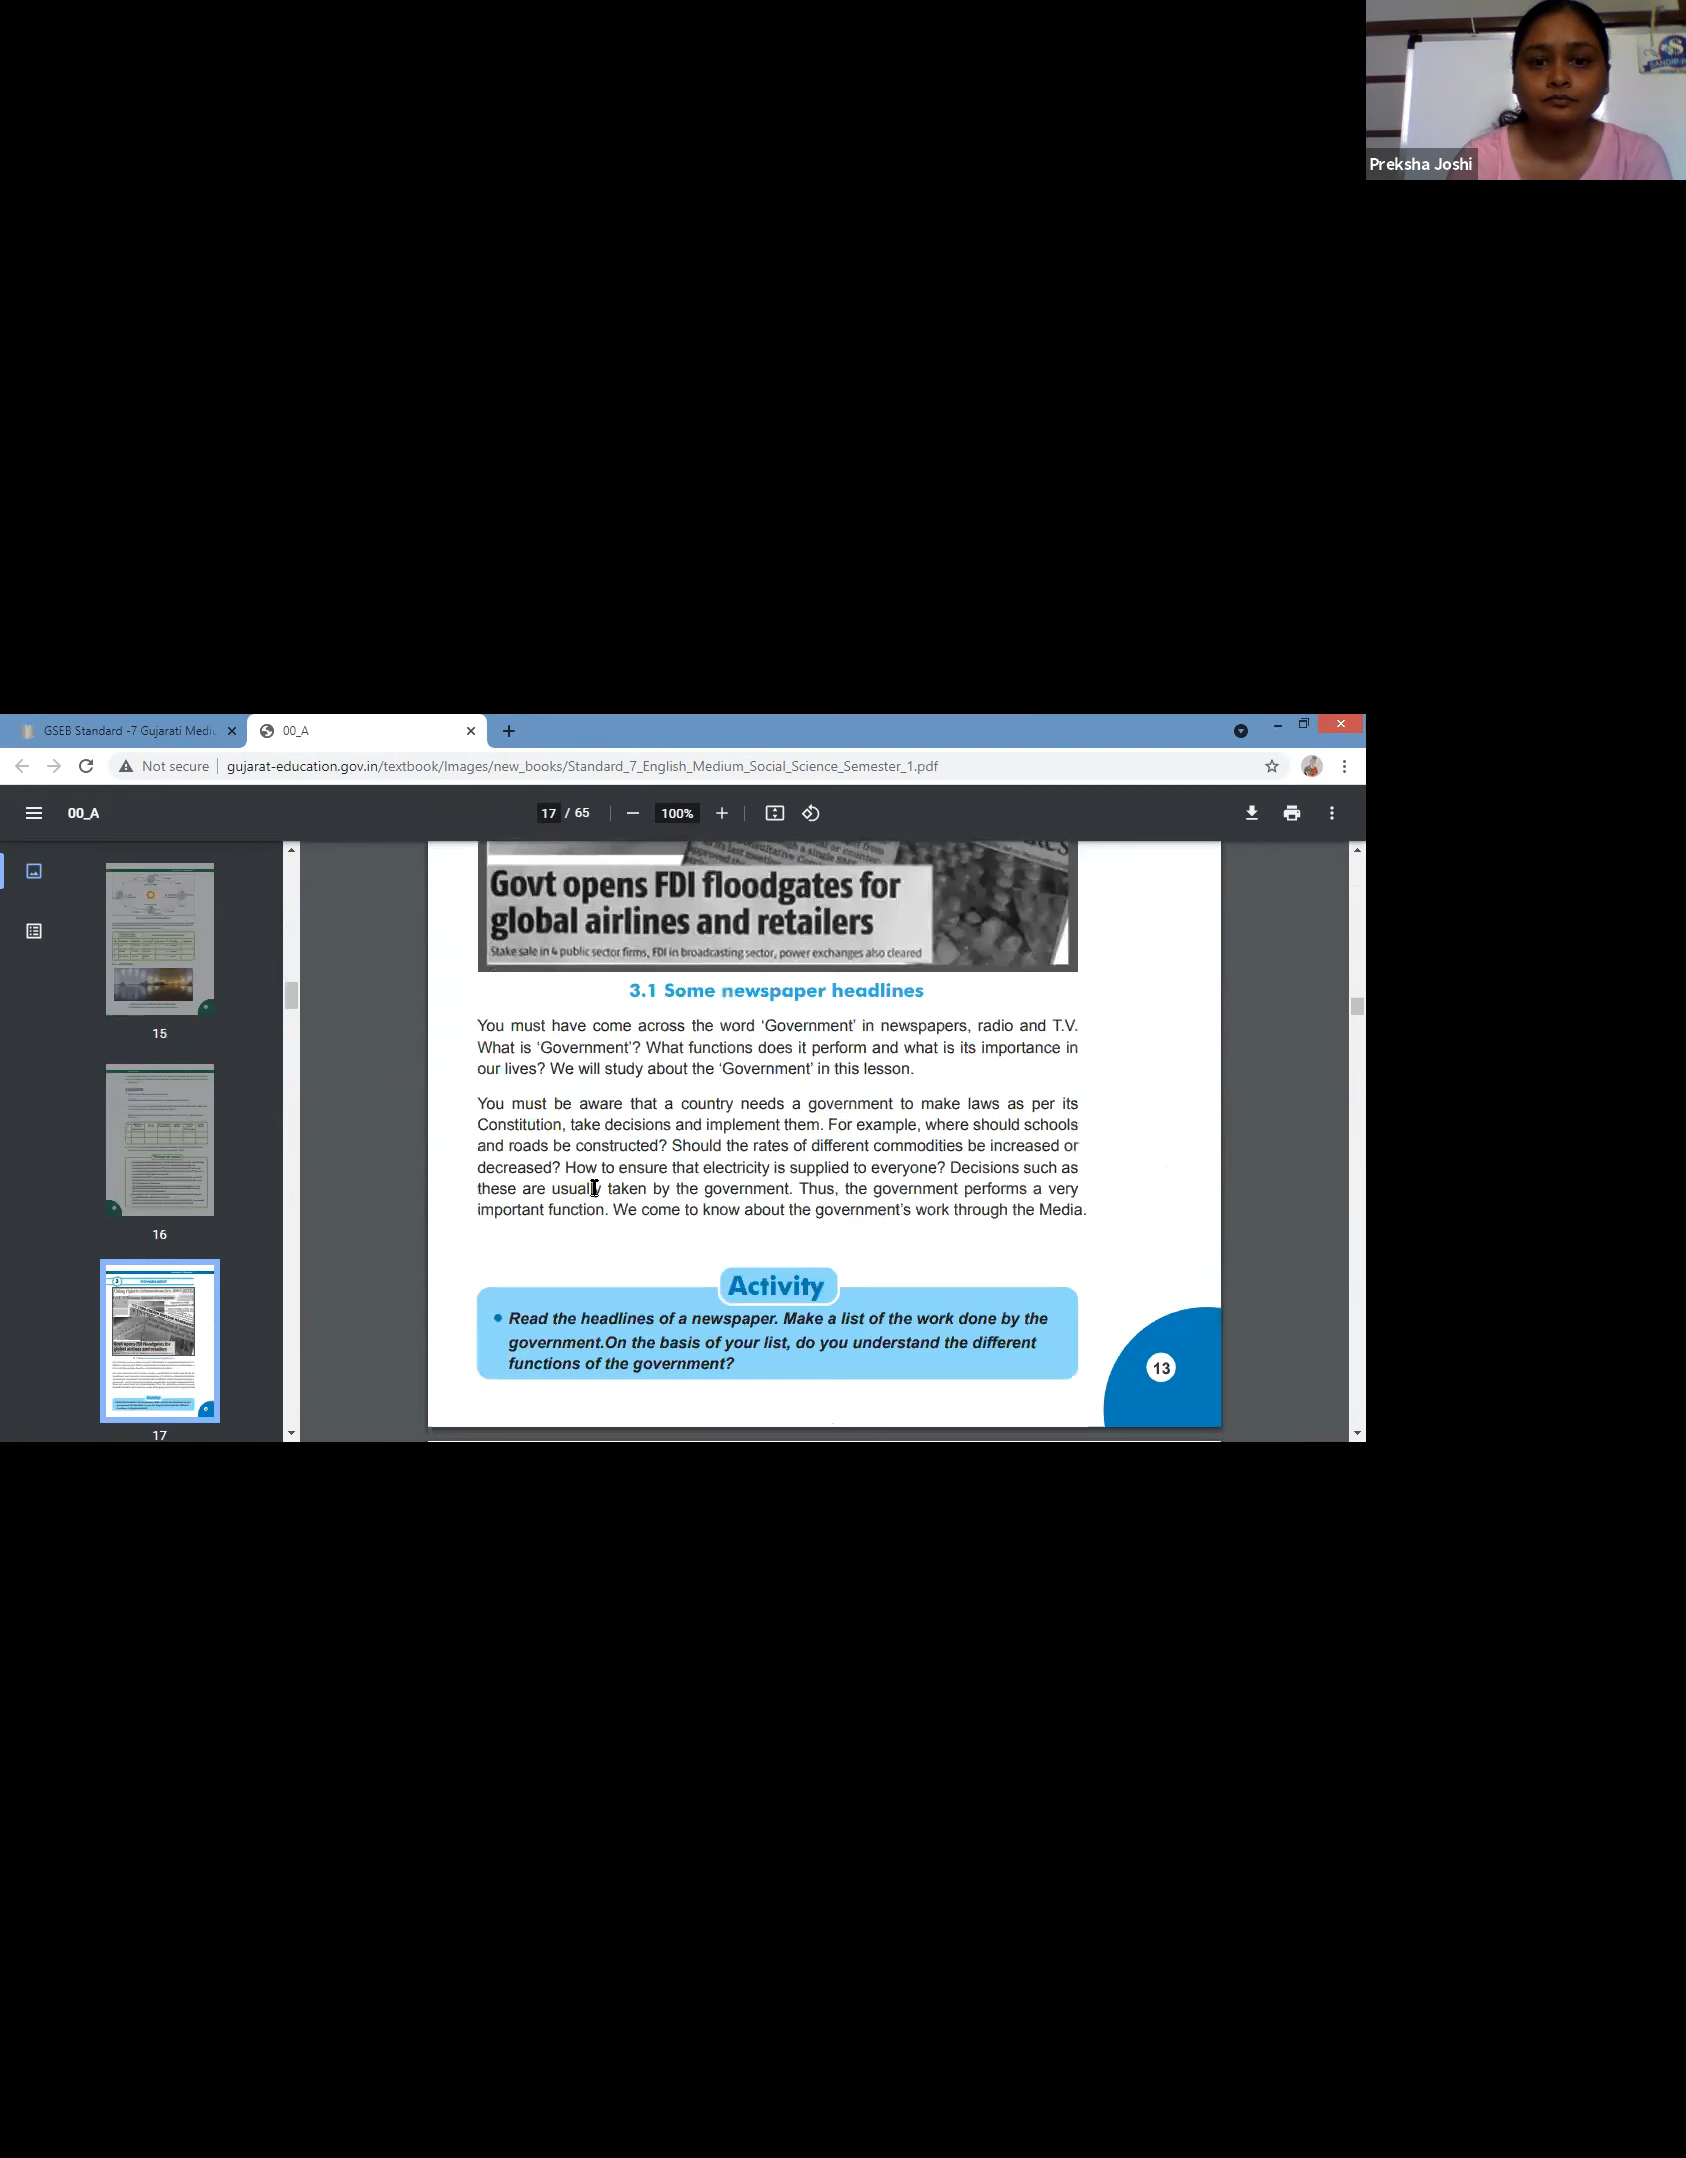 Preksha Joshi
GSEB Standard -7 Gujarati Medi
00_A
Not secure
gujarat-education.gov.in/textbook/Images/new_books/Standard_7_English_Medium_Social_Science_Semester_1.pdf
00_A
17 / 65
100%
15
16
17
Govt opens FDI floodgates for
global airlines and retailers
Stake sale in 4 public sector firms, FDI in broadcasting sector, power exchanges also cleared
3.1 Some newspaper headlines
You must have come across the word ‘Government’ in newspapers, radio and T.V.
What is ‘Government’? What functions does it perform and what is its importance in
our lives? We will study about the ‘Government’ in this lesson.
You must be aware that a country needs a government to make laws as per its
Constitution, take decisions and implement them. For example, where should schools
and roads be constructed? Should the rates of different commodities be increased or
decreased? How to ensure that electricity is supplied to everyone? Decisions such as
these are usually taken by the government. Thus, the government performs a very
important function. We come to know about the government’s work through the Media.
Activity
• Read the headlines of a newspaper. Make a list of the work done by the
government.On the basis of your list, do you understand the different
functions of the government?
13